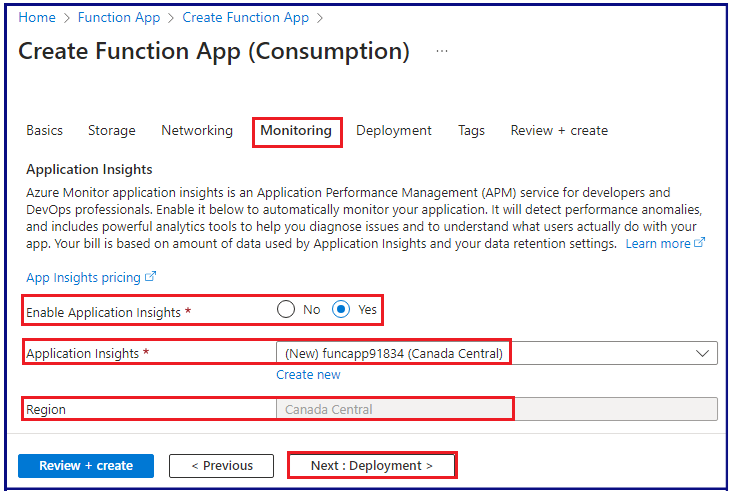 Home > Function App > Create Function App >
Create Function App (Consumption) ...
Basics Storage Networking Monitoring Deployment Tags Review + create
Application Insights
Azure Monitor application insights is an Application Performance Management (APM) service for developers and
DevOps professionals. Enable it below to automatically monitor your application. It will detect performance anomalies,
and includes powerful analytics tools to help you diagnose issues and to understand what users actually do with your
app. Your bill is based on amount of data used by Application Insights and your data retention settings. Learn more
App Insights pricing
Enable Application Insights * No Yes
Application Insights * (New) funcapp91834 (Canada Central)
Create new
Region Canada Central
Review + create < Previous Next : Deployment >